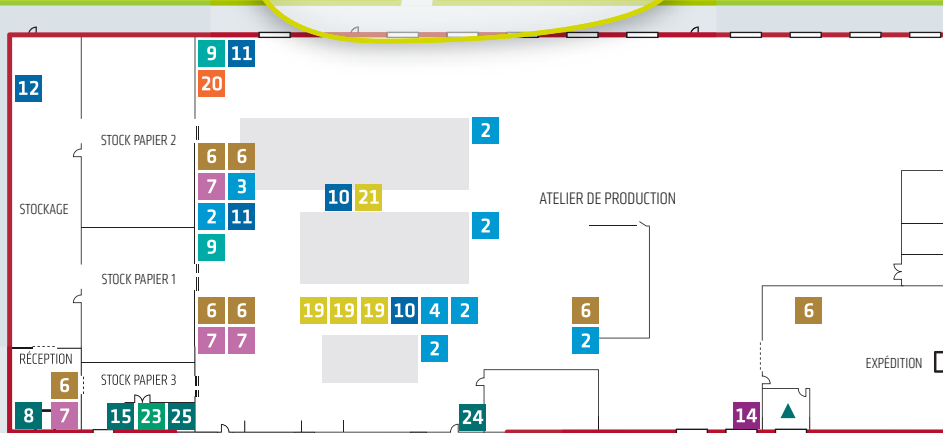 9 11
12
20
2
STOCK PAPIER 2
6 6
7 3
10 21
ATELIER DE PRODUCTION
STOCKAGE
2 11
2
9
STOCK PAPIER 1
6 6
19 19 19 10 4 2
6
6
7 7
2
2
RÉCEPTION
EXPÉDITION
STOCK PAPIER 3
6
8 7
15 23 25
24
14